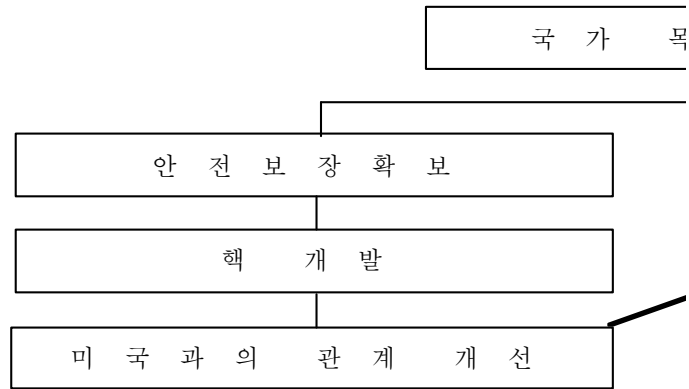 국 가 목
안 전 보 장 확 보
핵 개 발
미 국 과 의 관 계 개 선